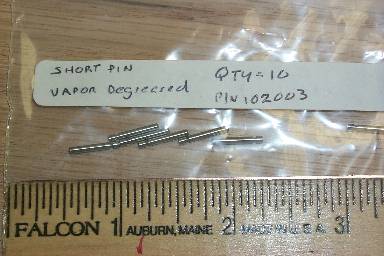 SHORT PIN QTY=10
VAPOR Degreased P/N 102003
FALCON 1 AUBURN, MAINE 2 MADE IN U.S.A. 3